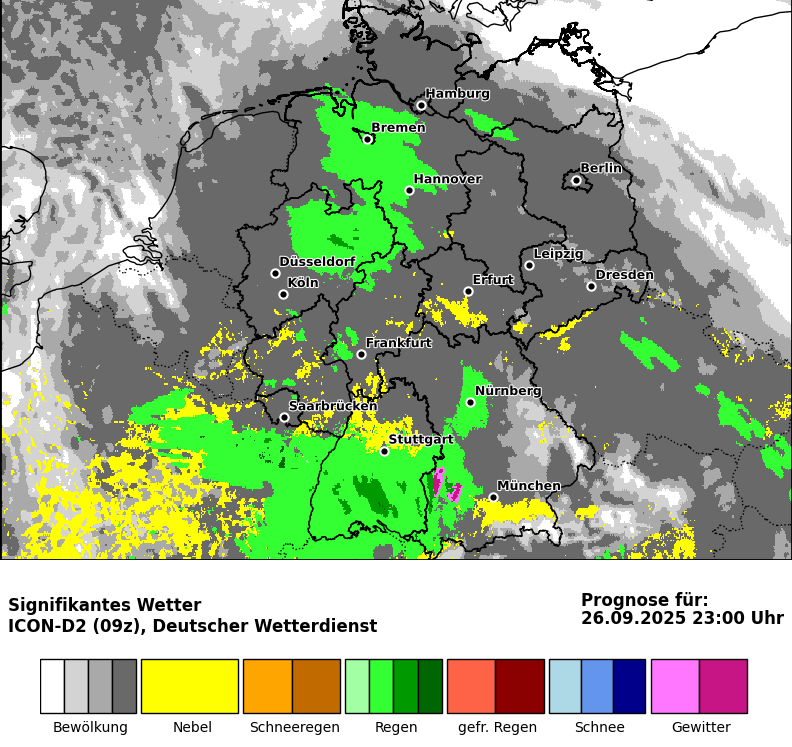 Hamburg
Bremen
Berlin
Hannover
Leipzig
Düsseldorf
Dresden
Köln
Erfurt
Frankfurt
Nürnberg
Saarbrücken
Stuttgart
München
Signifikantes Wetter
ICON-D2 (09z), Deutscher Wetterdienst
Prognose für:
26.09.2025 23:00 Uhr
Bewölkung Nebel Schneeregen Regen gefr. Regen Schnee Gewitter